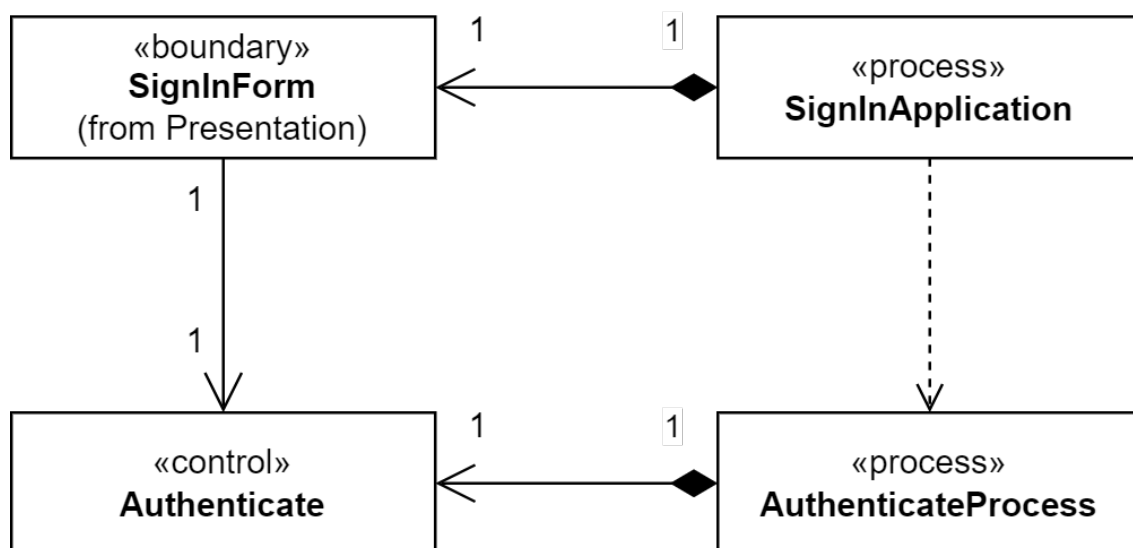 «boundary»
SignInForm
(from Presentation)
1
1
«process»
SignInApplication
1
1
«control»
Authenticate
1
1
«process»
AuthenticateProcess